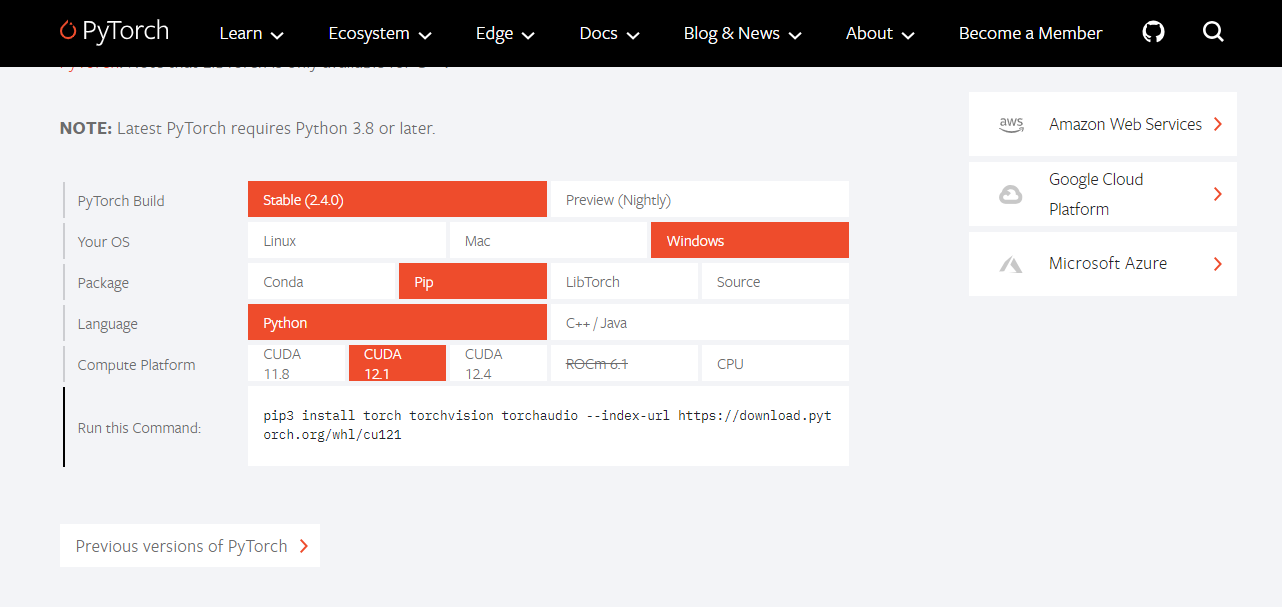 PyTorch
Learn
Ecosystem
Edge
Docs
Blog & News
About
Become a Member
NOTE: Latest PyTorch requires Python 3.8 or later.
PyTorch Build
Stable (2.4.0)
Preview (Nightly)
Your OS
Linux
Mac
Windows
Package
Conda
Pip
LibTorch
Source
Language
Python
C++ / Java
Compute Platform
CUDA
11.8
CUDA
12.1
CUDA
12.4
ROCm 6.1
CPU
Run this Command:
pip3 install torch torchvision torchaudio --index-url https://download.pyt
orch.org/whl/cu121
Previous versions of PyTorch
aws
Amazon Web Services
Google Cloud
Platform
Microsoft Azure